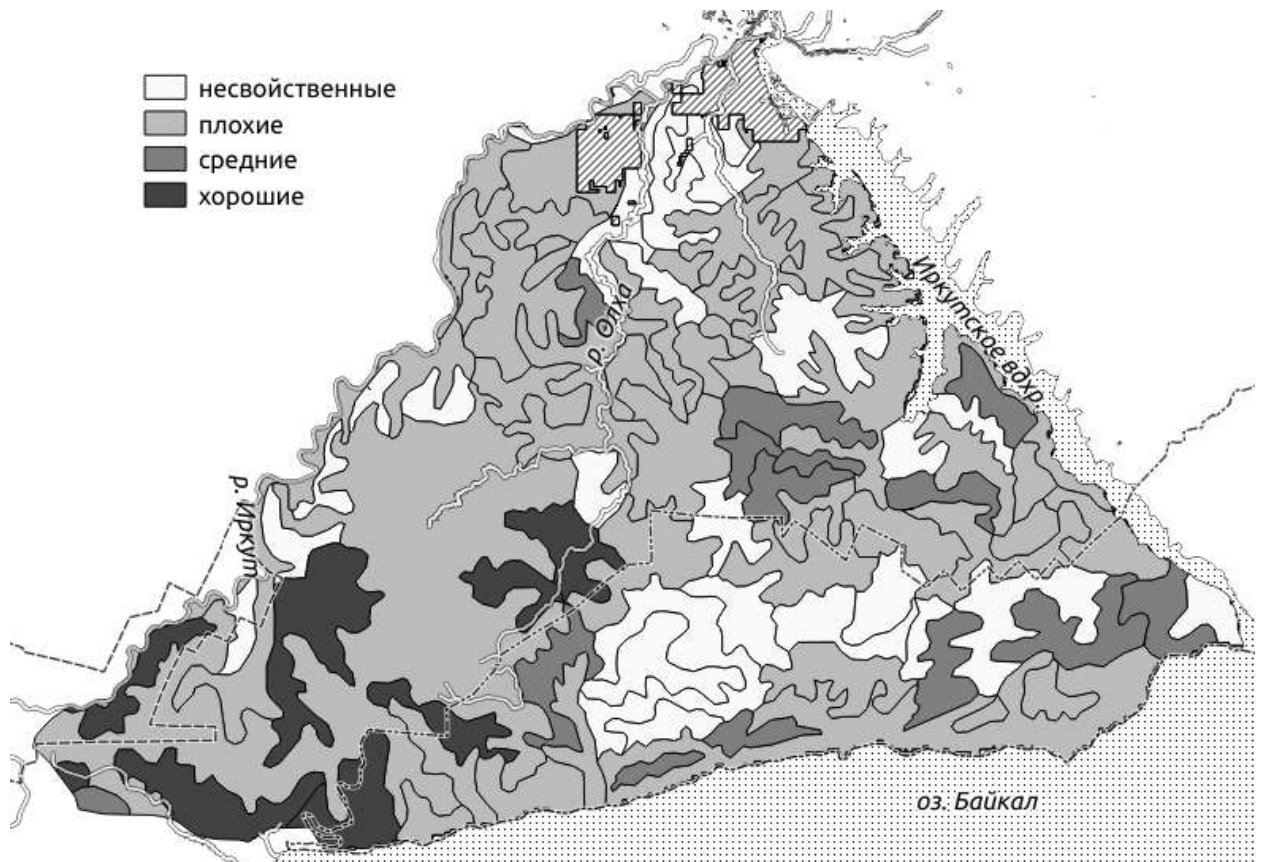 несвойственные
плохие
средние
хорошие
Иркутское вдхр
р. Олха
р. Иркут
оз. Байкал